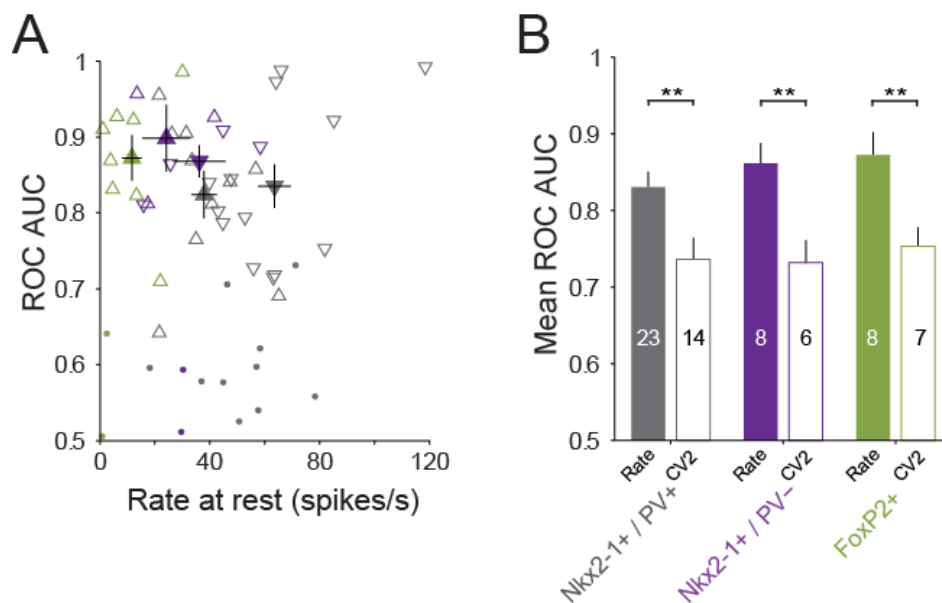 A
ROC AUC
1
0.9
0.8
0.7
0.6
0.5
0
40
80
120
Rate at rest (spikes/s)
B
Mean ROC AUC
1
0.9
0.8
0.7
0.6
0.5
** ** **
23 14 8 6 8 7
Rate CV2 Rate CV2 Rate CV2
Nkx2-1+ / PV+
Nkx2-1+ / PV−
FoxP2+